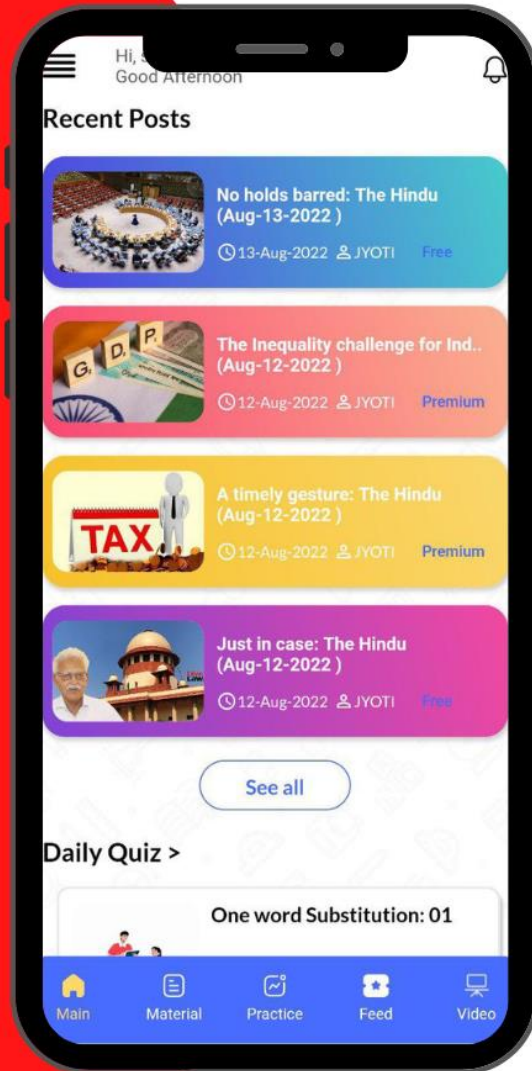 Hi,
Good Afternoon
Recent Posts
No holds barred: The Hindu
(Aug-13-2022 )
13-Aug-2022 JYOTI Free
G D P
The Inequality challenge for Ind..
(Aug-12-2022 )
12-Aug-2022 JYOTI Premium
TAX
A timely gesture: The Hindu
(Aug-12-2022 )
12-Aug-2022 JYOTI Premium
Just in case: The Hindu
(Aug-12-2022 )
12-Aug-2022 JYOTI Free
See all
Daily Quiz >
One word Substitution: 01
Main Material Practice Feed Video